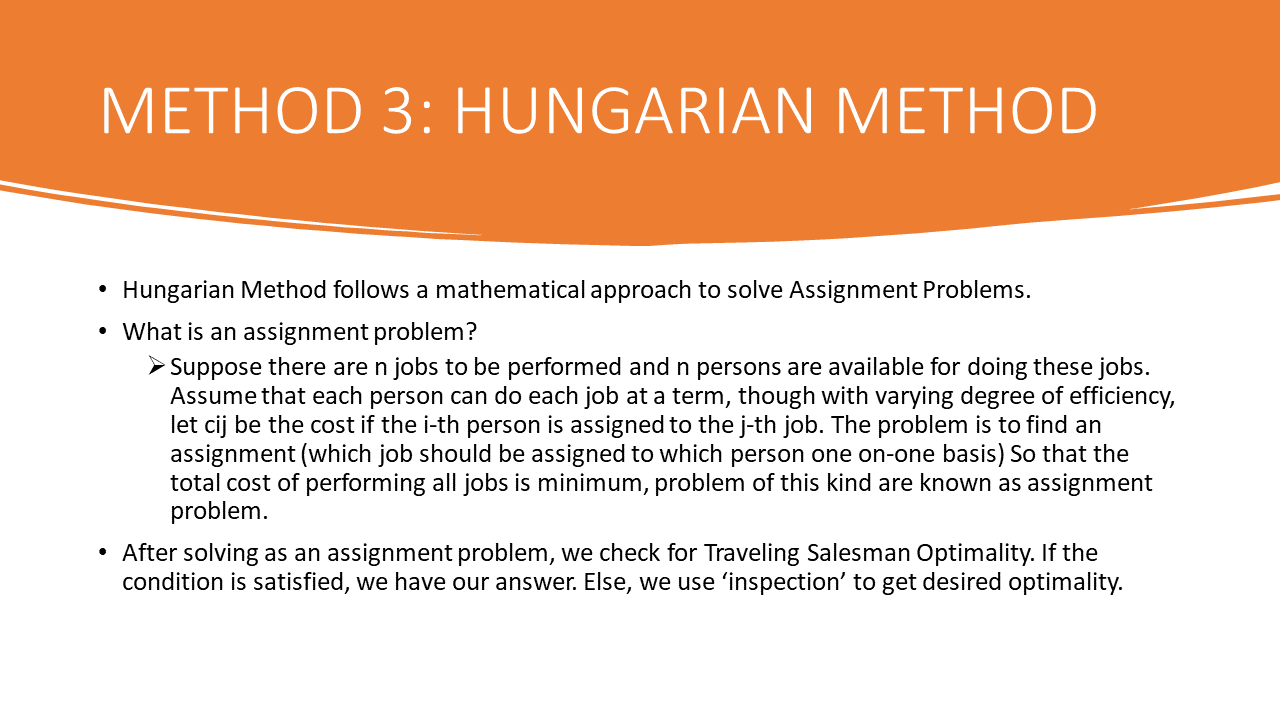 METHOD 3: HUNGARIAN METHOD
• Hungarian Method follows a mathematical approach to solve Assignment Problems.
• What is an assignment problem?
➢ Suppose there are n jobs to be performed and n persons are available for doing these jobs.
Assume that each person can do each job at a term, though with varying degree of efficiency,
let cij be the cost if the i-th person is assigned to the j-th job. The problem is to find an
assignment (which job should be assigned to which person one on-one basis) So that the
total cost of performing all jobs is minimum, problem of this kind are known as assignment
problem.
• After solving as an assignment problem, we check for Traveling Salesman Optimality. If the
condition is satisfied, we have our answer. Else, we use ‘inspection’ to get desired optimality.